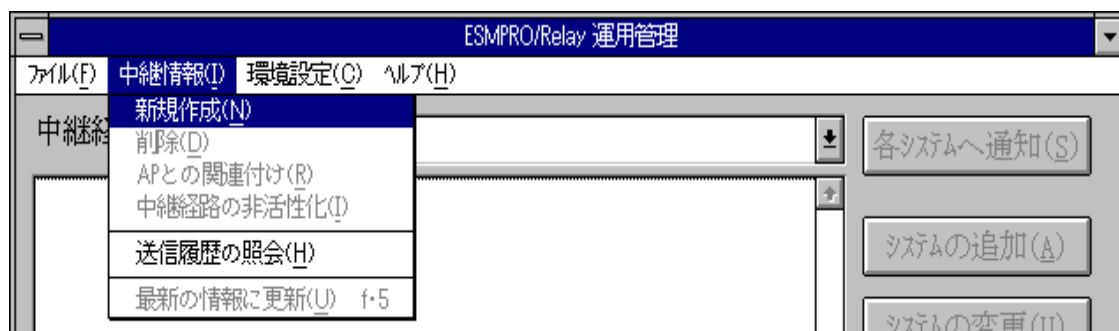 ESMPRO/Relay 運用管理
ﾌｧｲﾙ(F) 中継情報(I) 環境設定(C) ﾍﾙﾌﾟ(H)
新規作成(N)
中継経
削除(D)
各ｼｽﾃﾑへ通知(S)
APとの関連付け(R)
中継経路の非活性化(I)
送信履歴の照会(H)
ｼｽﾃﾑの追加(A)
最新の情報に更新(U) f･5
ｼｽﾃﾑの変更(U)